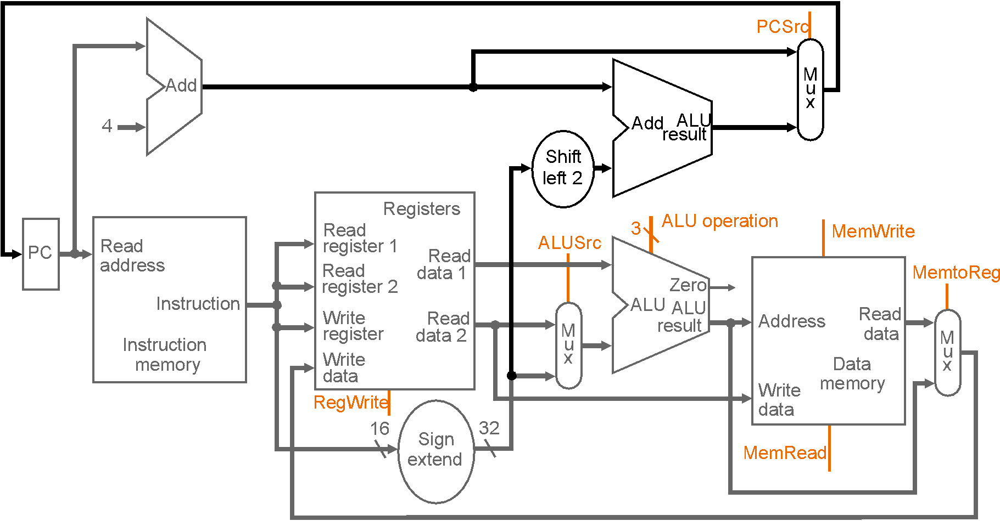 PCSrc
M
u
x
Add
4
Add
ALU
result
Shift
left 2
Registers
Read
register 1
Read
register 2
Write
register
Write
data
Read
data 1
Read
data 2
RegWrite
PC
Read
address
Instruction
Instruction
memory
16
Sign
extend
32
ALUSrc
M
u
x
3
ALU operation
Zero
ALU
ALU
result
MemWrite
Address
Read
data
Data
memory
Write
data
MemRead
MemtoReg
M
u
x